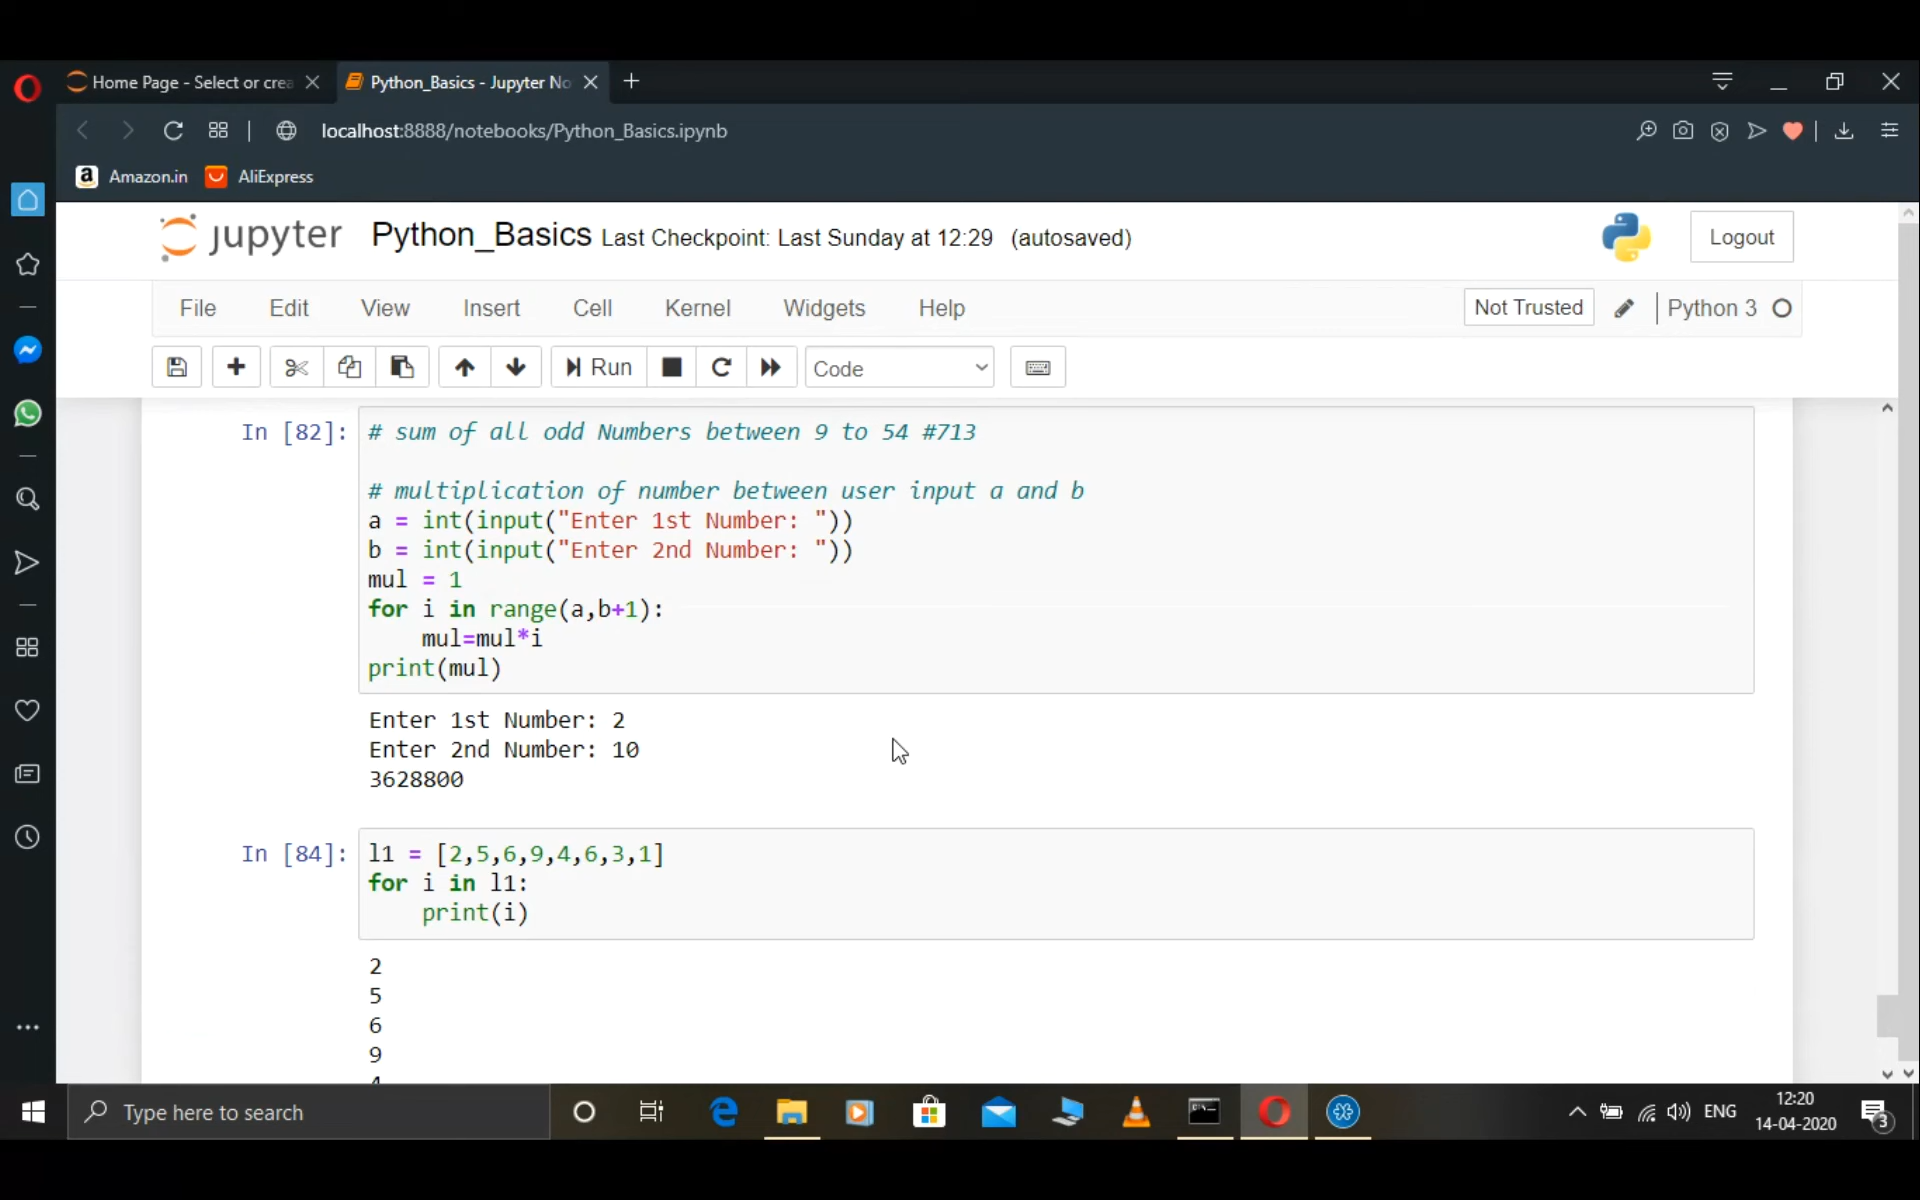 Home Page - Select or crea
Python_Basics - Jupyter No
localhost:8888/notebooks/Python_Basics.ipynb
Amazon.in
AliExpress
jupyter
Python_Basics Last Checkpoint: Last Sunday at 12:29 (autosaved)
Logout
File Edit View Insert Cell Kernel Widgets Help
Not Trusted
Python 3
Run
Code
In [82]:
# sum of all odd Numbers between 9 to 54 #713
# multiplication of number between user input a and b
a = int(input("Enter 1st Number: "))
b = int(input("Enter 2nd Number: "))
mul = 1
for i in range(a,b+1):
    mul=mul*i
print(mul)
Enter 1st Number: 2
Enter 2nd Number: 10
3628800
In [84]:
l1 = [2,5,6,9,4,6,3,1]
for i in l1:
    print(i)
2
5
6
9
4
Type here to search
ENG
12:20
14-04-2020
3